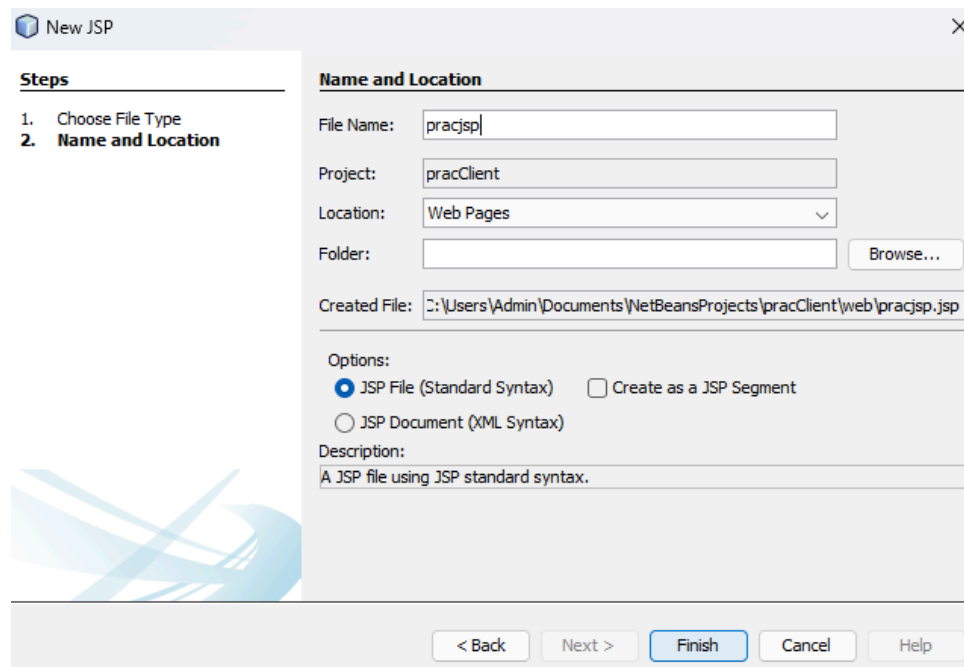 New JSP
Steps
1. Choose File Type
2. Name and Location
Name and Location
File Name: pracjsp
Project: pracClient
Location: Web Pages
Folder: Browse...
Created File: C:\Users\Admin\Documents\NetBeansProjects\pracClient\web\pracjsp.jsp
Options:
JSP File (Standard Syntax) Create as a JSP Segment
JSP Document (XML Syntax)
Description:
A JSP file using JSP standard syntax.
< Back Next > Finish Cancel Help